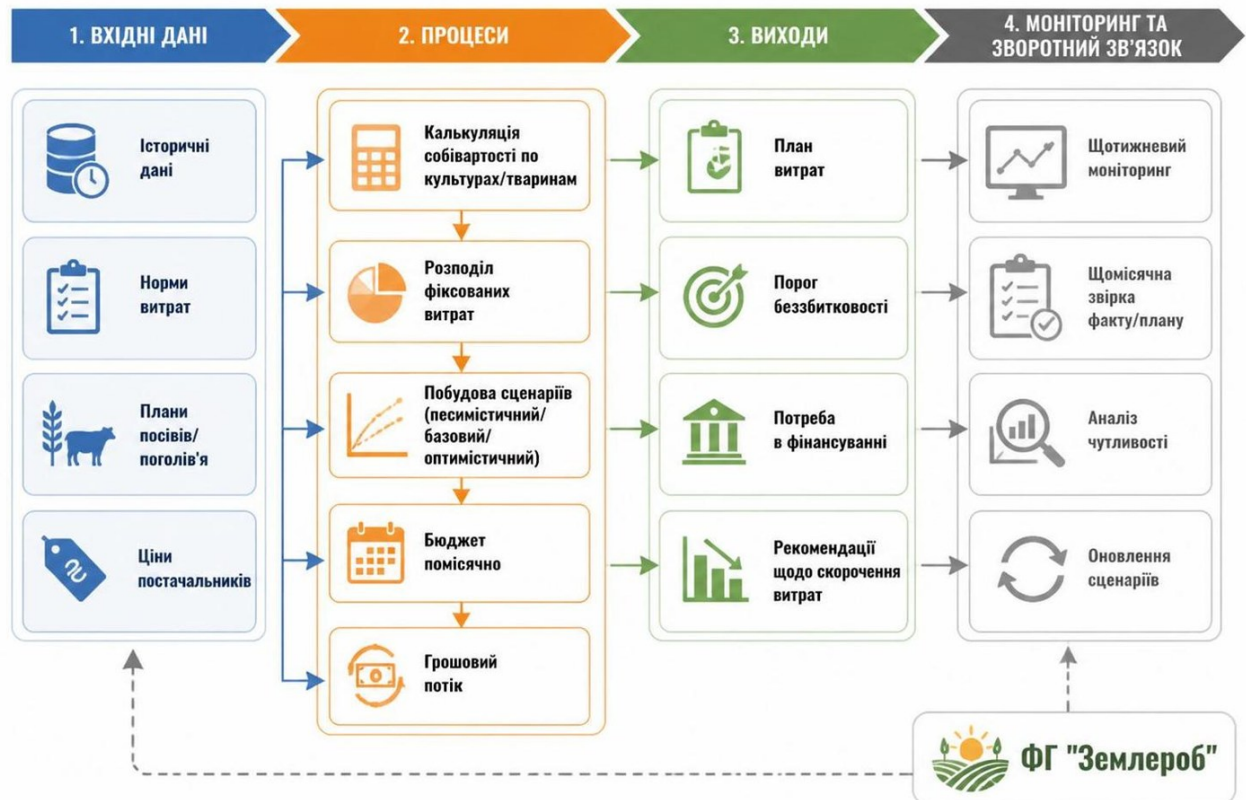 1. ВХІДНІ ДАНІ
2. ПРОЦЕСИ
3. ВИХОДИ
4. МОНІТОРИНГ ТА
ЗВОРОТНИЙ ЗВ'ЯЗОК
Історичні
дані
Норми
витрат
Плани
посівів/
поголів'я
Ціни
постачальників
Калькуляція
собівартості по
культурах/тваринам
Розподіл
фіксованих
витрат
Побудова сценаріїв
(песимістичний/
базовий/
оптимістичний)
Бюджет
помісячно
Грошовий
потік
План
витрат
Порог
беззбитковості
Потреба
в фінансуванні
Рекомендації
щодо скорочення
витрат
Щотижневий
моніторинг
Щомісячна
звірка
факту/плану
Аналіз
чутливості
Оновлення
сценаріїв
ФГ "Землероб"